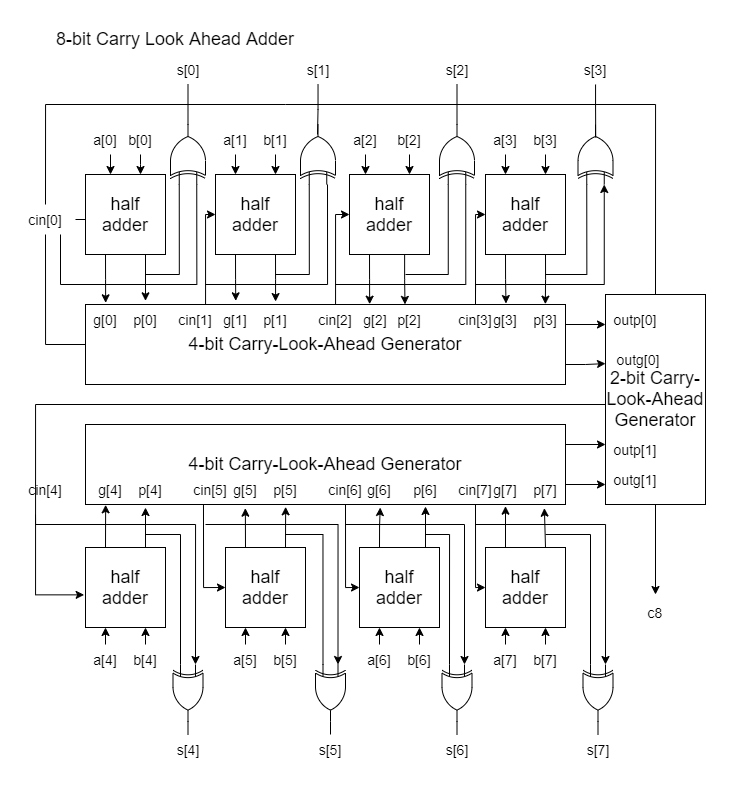 8-bit Carry Look Ahead Adder
s[0] s[1] s[2] s[3]
a[0] b[0] a[1] b[1] a[2] b[2] a[3] b[3]
half
adder
half
adder
half
adder
half
adder
cin[0]
g[0] p[0] cin[1] g[1] p[1] cin[2] g[2] p[2] cin[3] g[3] p[3]
4-bit Carry-Look-Ahead Generator
outp[0]
outg[0]
2-bit Carry-
Look-Ahead
Generator
outp[1]
outg[1]
4-bit Carry-Look-Ahead Generator
cin[4] g[4] p[4] cin[5] g[5] p[5] cin[6] g[6] p[6] cin[7] g[7] p[7]
half
adder
half
adder
half
adder
half
adder
c8
a[4] b[4] a[5] b[5] a[6] b[6] a[7] b[7]
s[4] s[5] s[6] s[7]